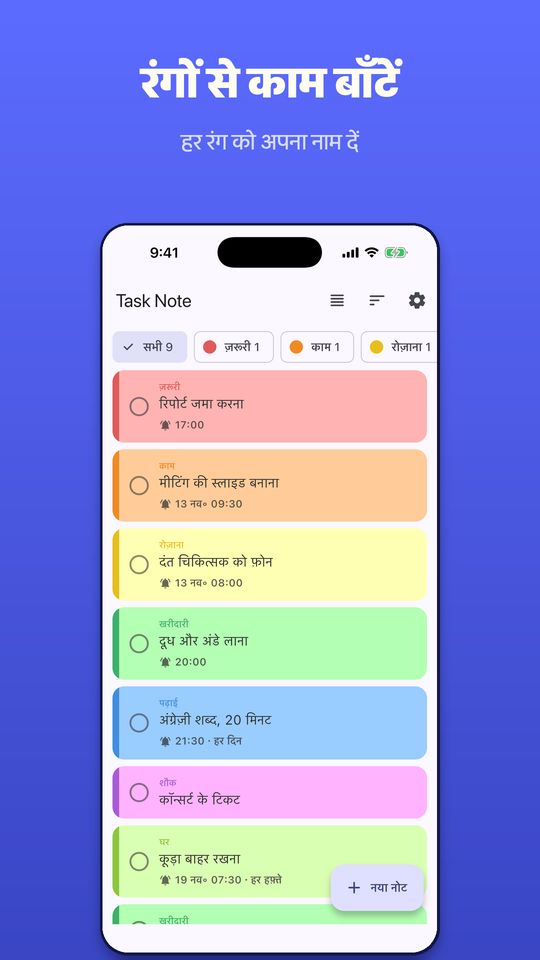 रंगों से काम बाँटें
हर रंग को अपना नाम दें
9:41
Task Note
सभी 9
ज़रूरी 1
काम 1
रोज़ाना 1
ज़रूरी
रिपोर्ट जमा करना
17:00
काम
मीटिंग की स्लाइड बनाना
13 नव॰ 09:30
रोज़ाना
दंत चिकित्सक को फ़ोन
13 नव॰ 08:00
खरीदारी
दूध और अंडे लाना
20:00
पढ़ाई
अंग्रेज़ी शब्द, 20 मिनट
21:30 · हर दिन
शौक
कॉन्सर्ट के टिकट
घर
कूड़ा बाहर रखना
19 नव॰ 07:30 · हर हफ़्ते
नया नोट
खरीदारी